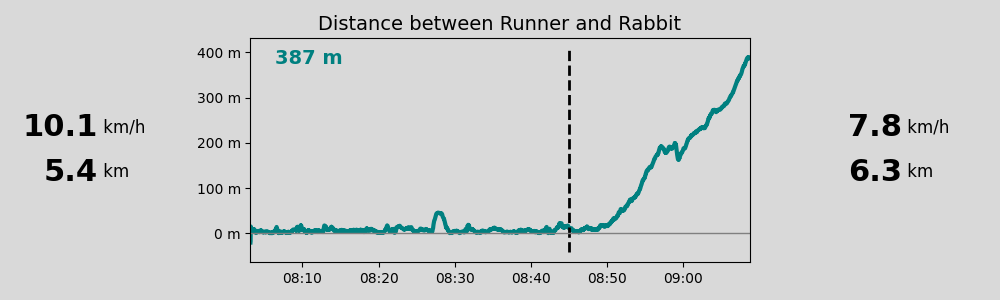 Distance between Runner and Rabbit
387 m
400 m
300 m
200 m
100 m
0 m
08:10 08:20 08:30 08:40 08:50 09:00
10.1 km/h
5.4 km
7.8 km/h
6.3 km